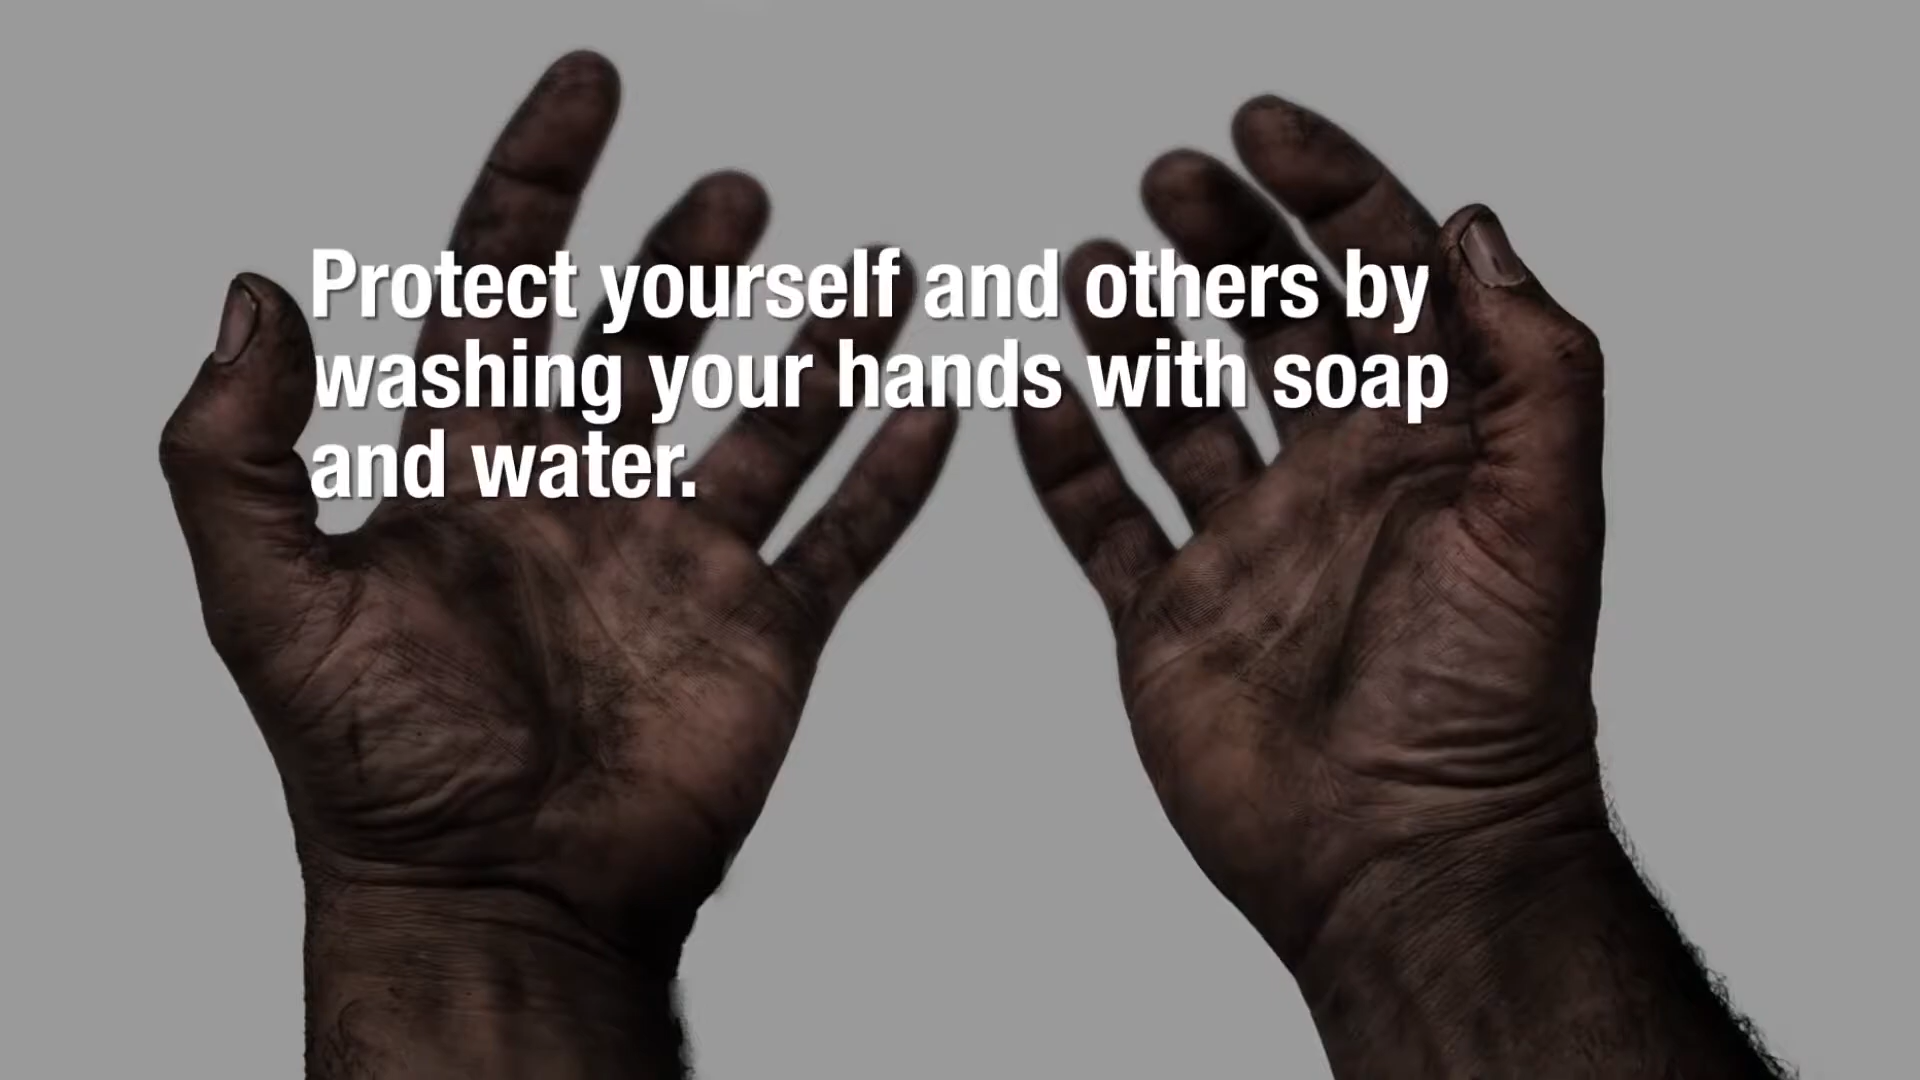 Protect yourself and others by
washing your hands with soap
and water.